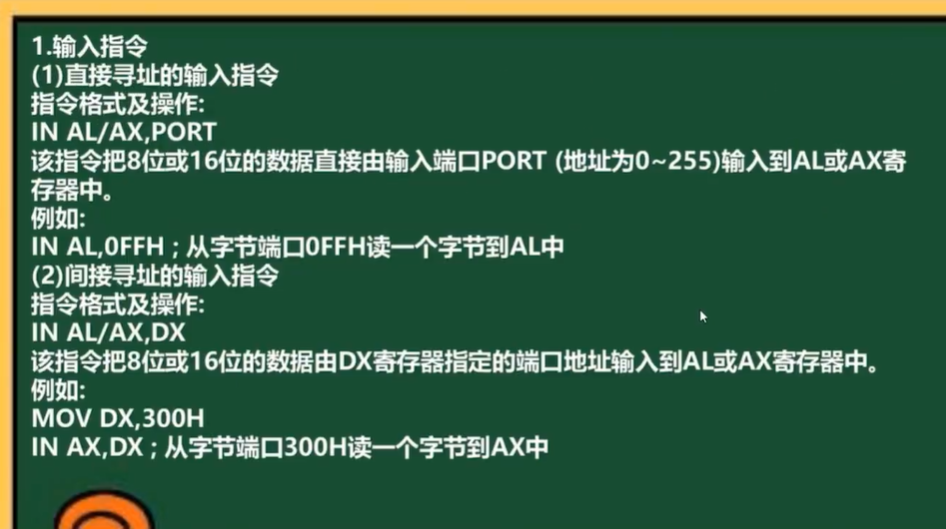 1.输入指令
(1)直接寻址的输入指令
指令格式及操作:
IN AL/AX,PORT
该指令把8位或16位的数据直接由输入端口PORT (地址为0~255)输入到AL或AX寄
存器中。
例如:
IN AL,0FFH ; 从字节端口0FFH读一个字节到AL中
(2)间接寻址的输入指令
指令格式及操作:
IN AL/AX,DX
该指令把8位或16位的数据由DX寄存器指定的端口地址输入到AL或AX寄存器中。
例如:
MOV DX,300H
IN AX,DX ; 从字节端口300H读一个字节到AX中